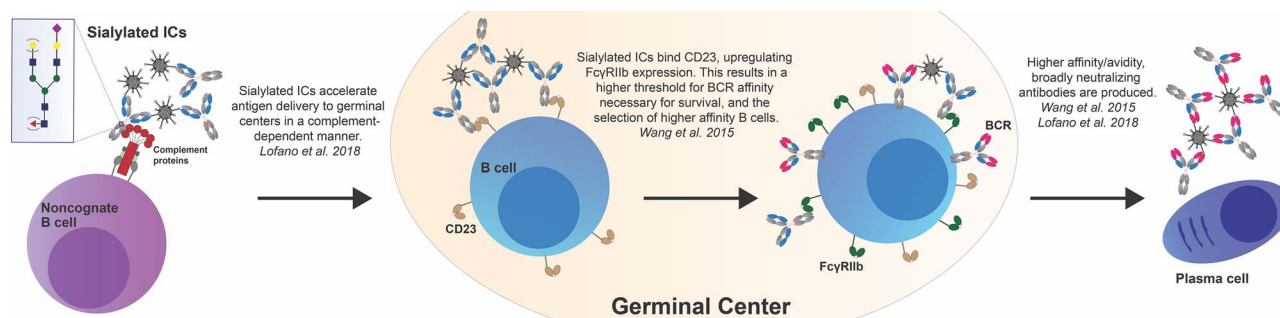 Sialylated ICs
Complement
proteins
Noncognate
B cell
Sialylated ICs accelerate
antigen delivery to germinal
centers in a complement-
dependent manner.
Lofano et al. 2018
B cell
CD23
Sialylated ICs bind CD23, upregulating
FcγRIIb expression. This results in a
higher threshold for BCR affinity
necessary for survival, and the
selection of higher affinity B cells.
Wang et al. 2015
BCR
FcγRIIb
Germinal Center
Higher affinity/avidity,
broadly neutralizing
antibodies are produced.
Wang et al. 2015
Lofano et al. 2018
Plasma cell